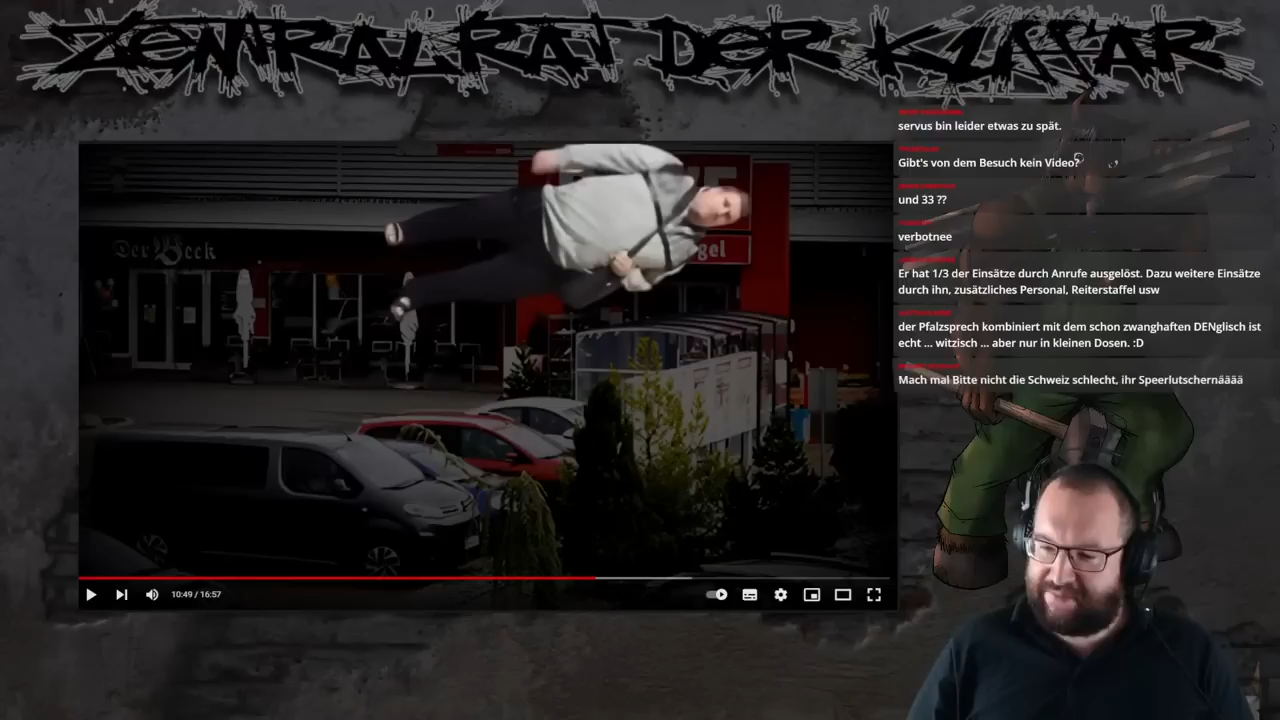 ZENTRALRAT DER KUFFAR
servus bin leider etwas zu spät.
Gibt's von dem Besuch kein Video?
und 33 ??
verbotnee
Er hat 1/3 der Einsätze durch Anrufe ausgelöst. Dazu weitere Einsätze
durch ihn, zusätzliches Personal, Reiterstaffel usw
der Pfalzsprech kombiniert mit dem schon zwanghaften DENglisch ist
echt ... witzisch ... aber nur in kleinen Dosen. :D
Mach mal Bitte nicht die Schweiz schlecht, ihr Speerlutschernääää
Der Beck
gel
10:49 / 16:57